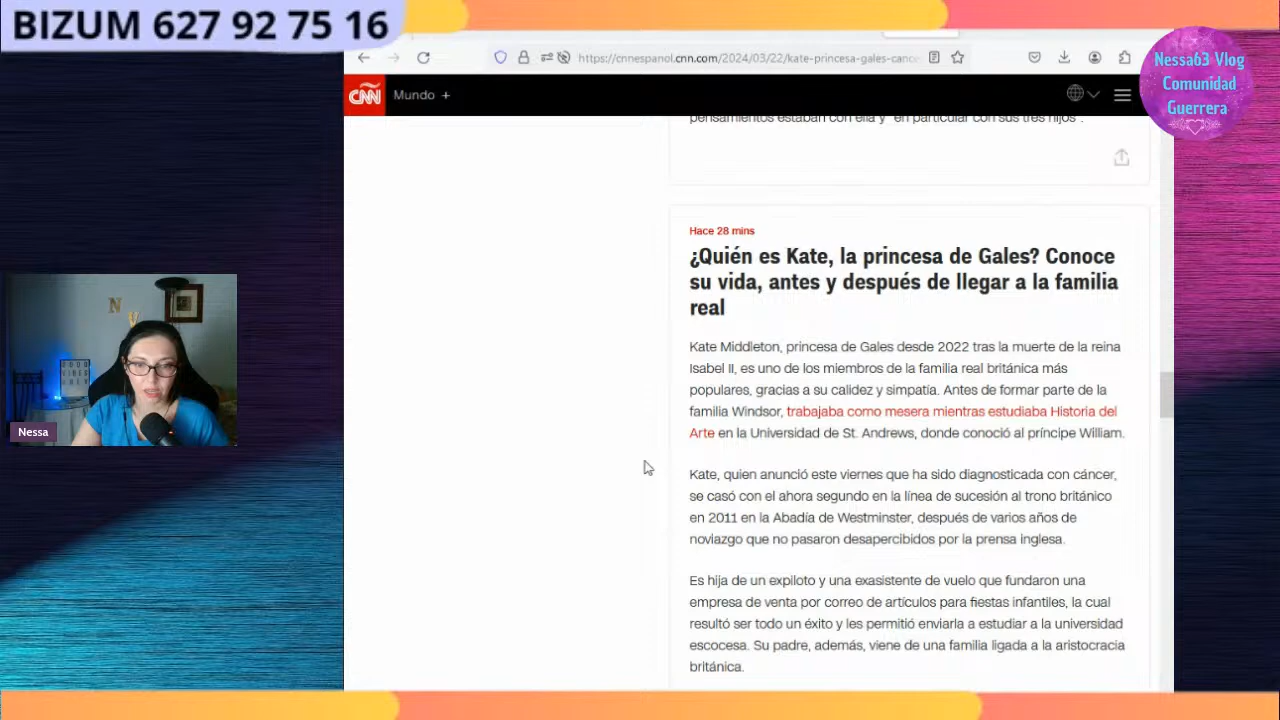 BIZUM 627 92 75 16
https://cnnespanol.cnn.com/2024/03/22/kate-princesa-gales-cance
Nessa63 Vlog
Comunidad
Guerrera
CNN
Mundo +
pensamientos estaban con ella y "en particular con sus tres hijos".
Hace 28 mins
¿Quién es Kate, la princesa de Gales? Conoce
su vida, antes y después de llegar a la familia
real
Kate Middleton, princesa de Gales desde 2022 tras la muerte de la reina
Isabel II, es uno de los miembros de la familia real británica más
populares, gracias a su calidez y simpatía. Antes de formar parte de la
familia Windsor, trabajaba como mesera mientras estudiaba Historia del
Arte en la Universidad de St. Andrews, donde conoció al príncipe William.
Kate, quien anunció este viernes que ha sido diagnosticada con cáncer,
se casó con el ahora segundo en la línea de sucesión al trono británico
en 2011 en la Abadía de Westminster, después de varios años de
noviazgo que no pasaron desapercibidos por la prensa inglesa.
Es hija de un expiloto y una exasistente de vuelo que fundaron una
empresa de venta por correo de artículos para fiestas infantiles, la cual
resultó ser todo un éxito y les permitió enviarla a estudiar a la universidad
escocesa. Su padre, además, viene de una familia ligada a la aristocracia
británica.
N
V
Nessa